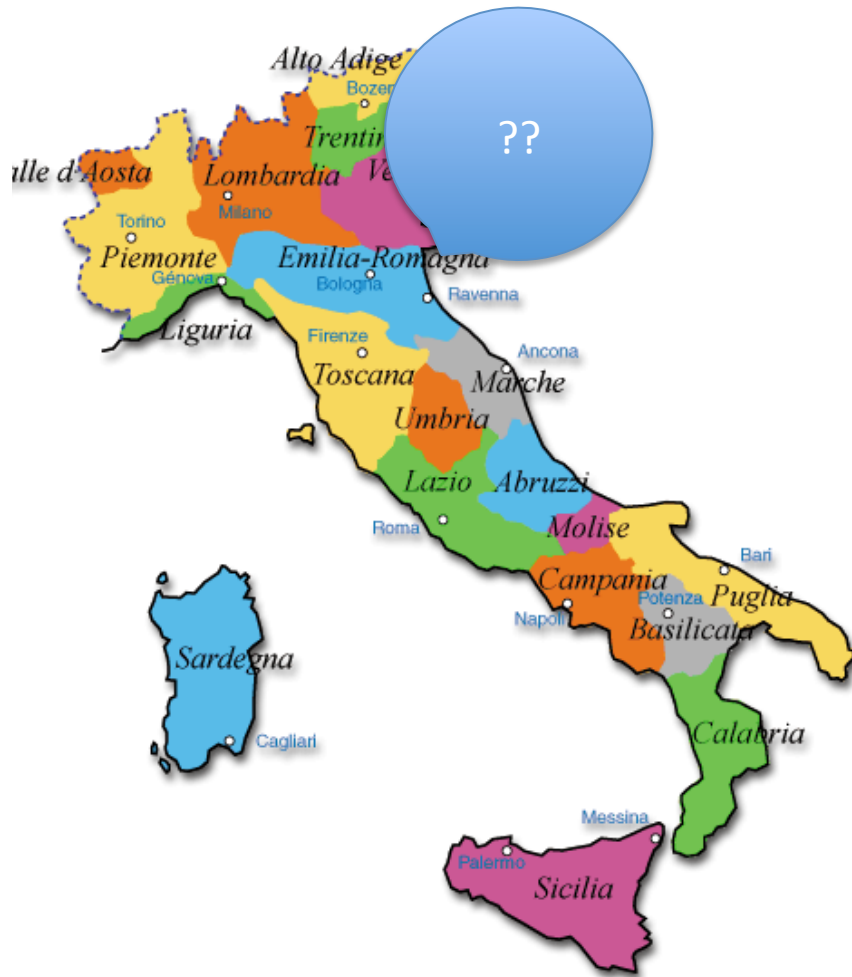 Alto Adige
Bozen
??
Trentin
Ve
alle d'Aosta
Lombardia
Milano
Torino
Piemonte
Génova
Emilia-Romagna
Bologna
Ravenna
Liguria
Firenze
Toscana
Ancona
Marche
Umbria
Lazio
Abruzzi
Roma
Molise
Bari
Campania
Puglia
Napoli
Potenza
Basilicata
Sardegna
Cagliari
Calabria
Messina
Palermo
Sicilia